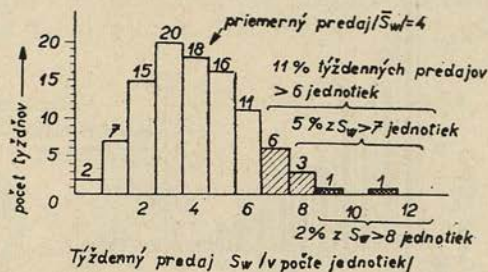 priemerný predaj/S̅w/=4
20
20
18
16
15
15
11
10
7
6
5
3
2
1
1
0
11 % týždenných predajov
> 6 jednotiek
5 % z Sw > 7 jednotiek
počet tyždňov
2 4 6 8 10 12
2% z Sw > 8 jednotiek
Týždenný predaj Sw /v počte jednotiek/